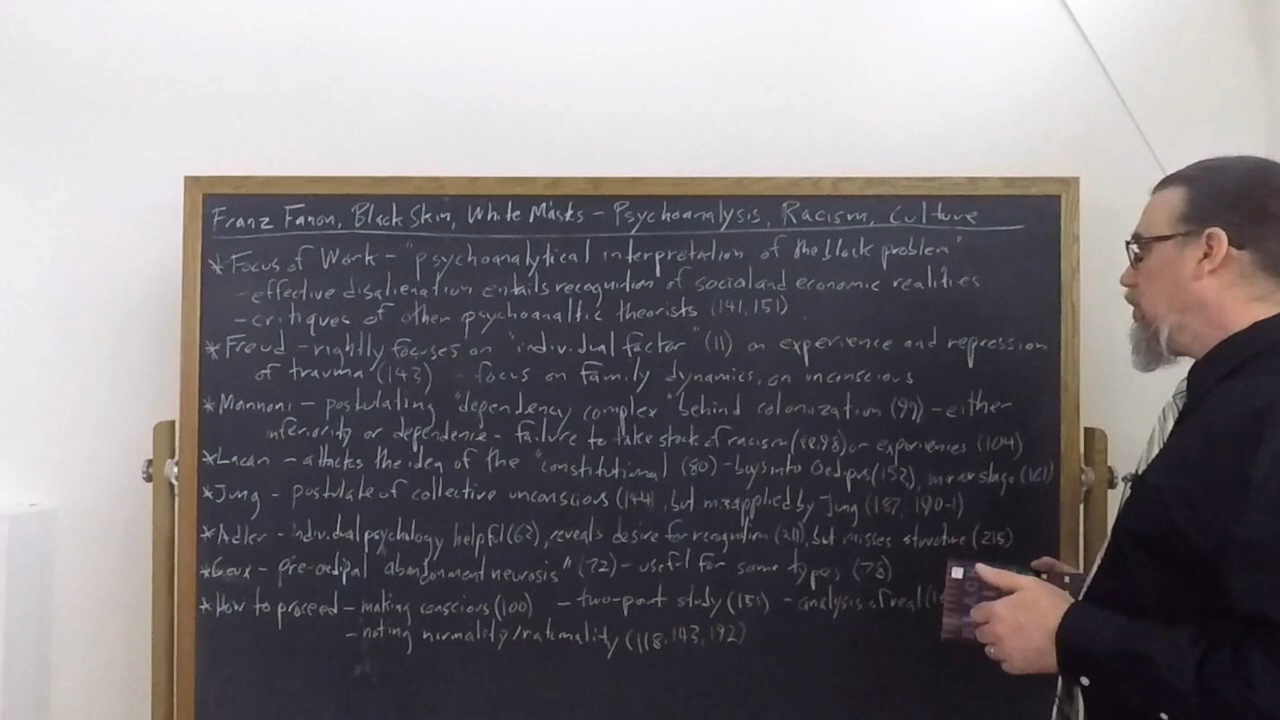 Franz Fanon, Black Skin, White Masks - Psychoanalysis, Racism, Culture
* Focus of Work - "psychoanalytical interpretation of the black problem"
- effective disalienation entails recognition of social and economic realities
- critiques of other psychoanaltic theorists (141, 151)
* Freud - rightly focuses on "individual factor" (11) on experience and repression
of trauma (143) - focus on family dynamics, on unconscious
* Mannoni - postulating "dependency complex" behind colonization (99) - either
inferiority or dependence - failure to take stock of racism (88, 98) or experiences (104)
* Lacan - attacks the idea of the "constitutional (80) - buys into Oedipus (152), mirror stage (161)
* Jung - postulate of collective unconscious (144), but misapplied by Jung (187, 190-1)
* Adler - individual psychology helpful (62), reveals desire for recognition (211), but misses structure (215)
* Geux - pre-oedipal abandonment neurosis" (72) - useful for some types (78)
* How to proceed - making conscious (100) - two-point study (151) - analysis of real
- noting normality/rationality (118, 143, 192)